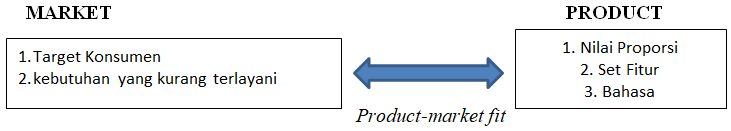 MARKET
1. Target Konsumen
2. kebutuhan yang kurang terlayani
Product-market fit
PRODUCT
1. Nilai Proporsi
2. Set Fitur
3. Bahasa